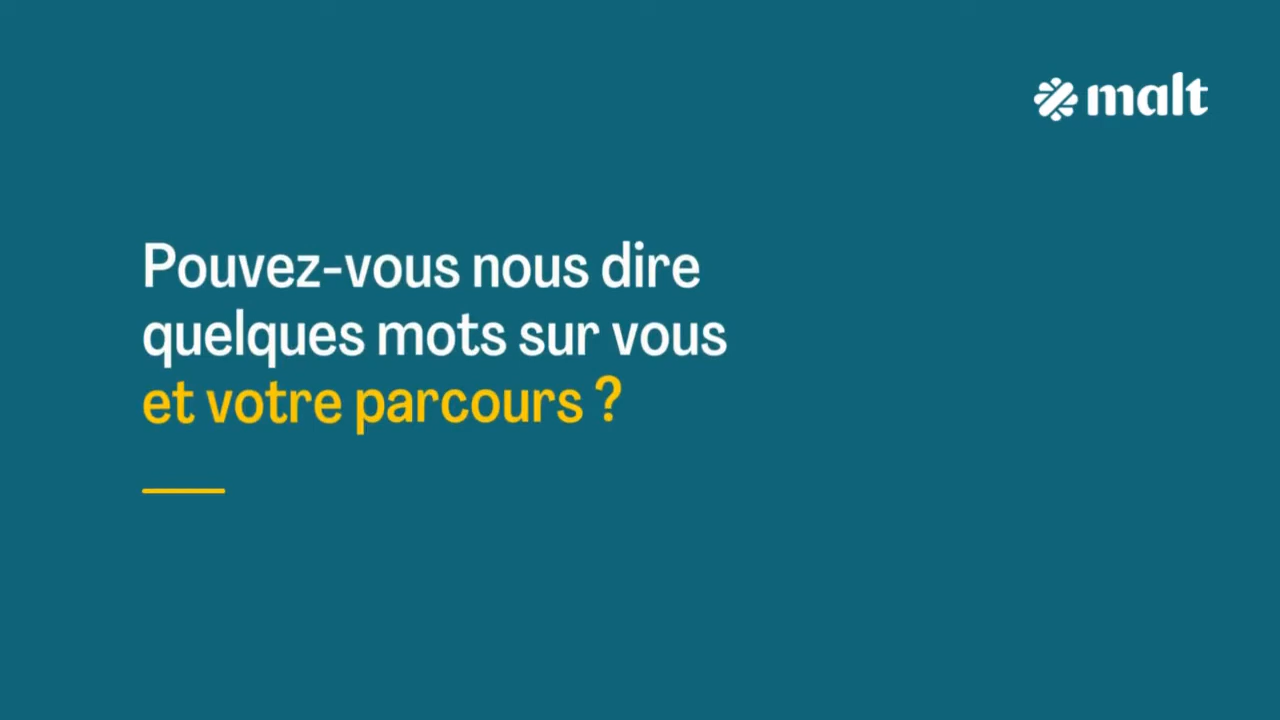 malt
Pouvez-vous nous dire
quelques mots sur vous
et votre parcours ?